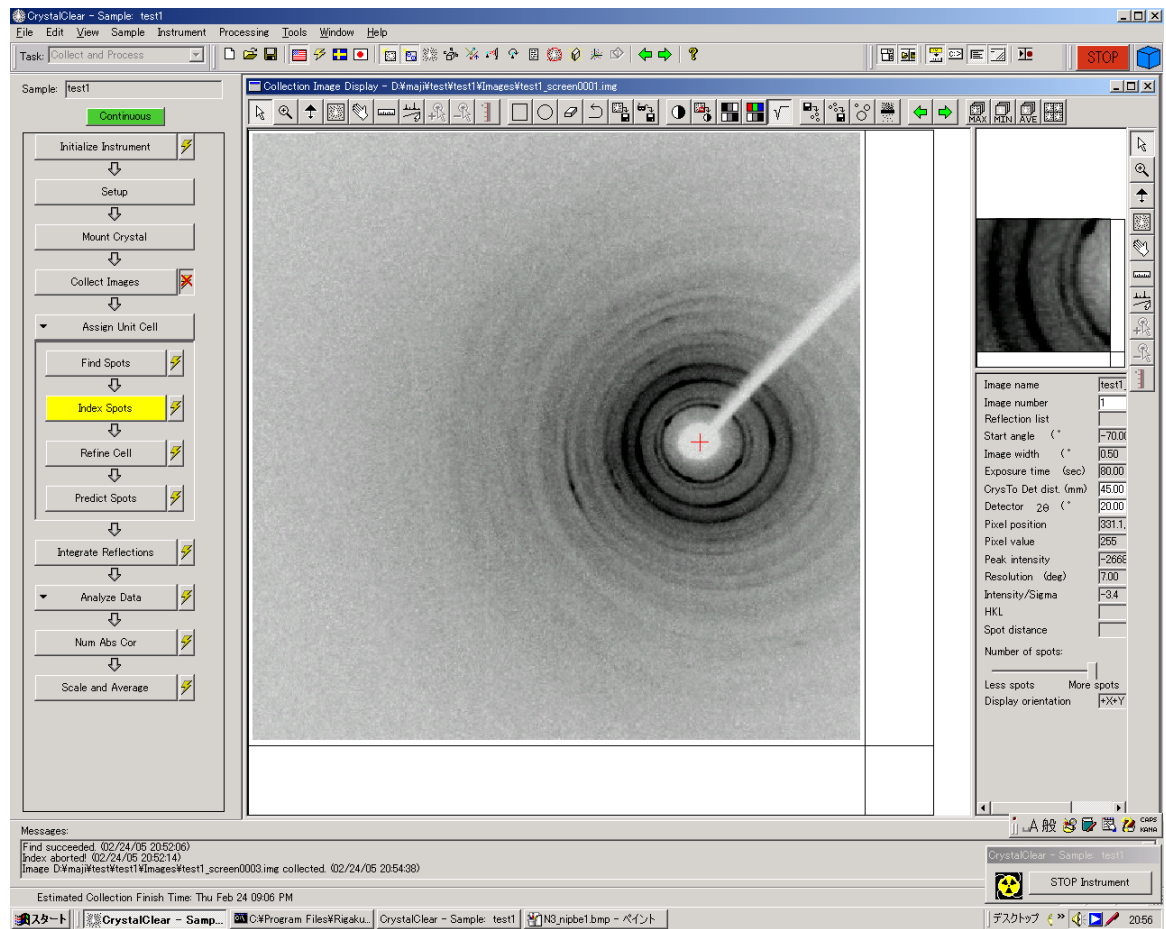 CrystalClear - Sample: test1
File Edit View Sample Instrument Processing Tools Window Help
Task: Collect and Process
STOP
Sample: test1
Continuous
Initialize Instrument
Setup
Mount Crystal
Collect Images
Assign Unit Cell
Find Spots
Index Spots
Refine Cell
Predict Spots
Integrate Reflections
Analyze Data
Num Abs Cor
Scale and Average
Collection Image Display - D:¥maji¥test¥test1¥Images¥test1_screen0001.img
MAX MIN AVE
Image name test1_
Image number 1
Reflection list
Start angle (° -70.00
Image width (° 0.50
Exposure time (sec) 80.00
CrysTo Det dist. (mm) 45.00
Detector 2θ (° 20.00
Pixel position 331.1,
Pixel value 255
Peak intensity -2668
Resolution (deg) 7.00
Intensity/Sigma -3.4
HKL
Spot distance
Number of spots:
Less spots More spots
Display orientation +X+Y
Messages:
Find succeeded. (02/24/05 20:52:06)
Index aborted! (02/24/05 20:52:14)
Image D:¥maji¥test¥test1¥Images¥test1_screen0003.img collected. (02/24/05 20:54:38)
A 般 CAPS KANA
CrystalClear - Sample: test1
STOP Instrument
Estimated Collection Finish Time: Thu Feb 24 09:06 PM
スタート CrystalClear - Samp... C:¥Program Files¥Rigaku... CrystalClear - Sample: test1 N3_nipbe1.bmp - ペイント デスクトップ » 20:56